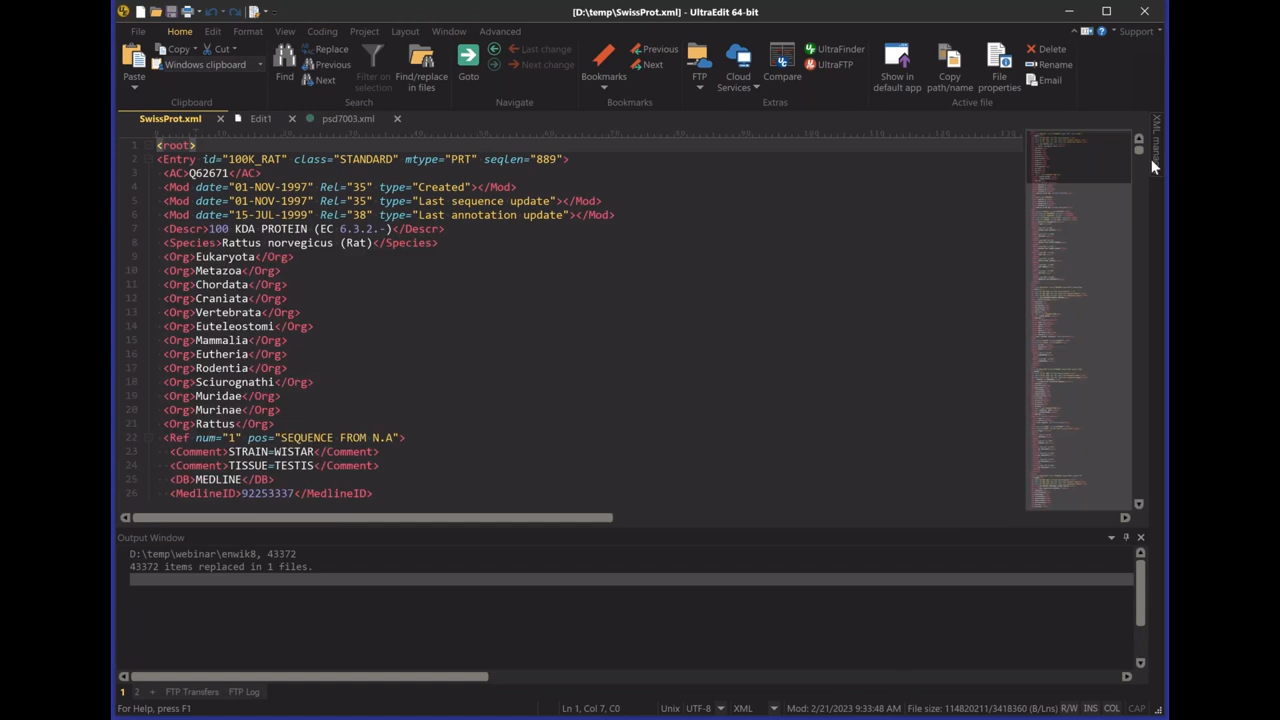 [D:\temp\SwissProt.xml] - UltraEdit 64-bit
File Home Edit Format View Coding Project Layout Window Advanced Support
Paste Copy Cut Windows clipboard Clipboard
Find Replace Previous Next Filter on selection Find/replace in files Search
Goto Last change Next change Navigate
Bookmarks Previous Next Bookmarks
FTP Cloud Services Compare UltraFinder UltraFTP Extras
Show in default app Copy path/name File properties Delete Rename Email Active file
SwissProt.xml Edit1 psd7003.xml
1 <root>
2 <Entry id="100K_RAT" class="STANDARD" mtype="PRT" seqLen="889">
3 <AC>Q62671</AC>
4 <Mod date="01-NOV-1997" Rel="35" type="Created"></Mod>
5 <Mod date="01-NOV-1997" Rel="35" type="Last sequence update"></Mod>
6 <Mod date="15-JUL-1999" Rel="38" type="Last annotation update"></Mod>
7 <Descr>100 KDA PROTEIN (EC 6.3.2.-)</Descr>
8 <Species>Rattus norvegicus (Rat)</Species>
9 <Org>Eukaryota</Org>
10 <Org>Metazoa</Org>
11 <Org>Chordata</Org>
12 <Org>Craniata</Org>
13 <Org>Vertebrata</Org>
14 <Org>Euteleostomi</Org>
15 <Org>Mammalia</Org>
16 <Org>Eutheria</Org>
17 <Org>Rodentia</Org>
18 <Org>Sciurognathi</Org>
19 <Org>Muridae</Org>
20 <Org>Murinae</Org>
21 <Org>Rattus</Org>
22 <Ref num="1" pos="SEQUENCE FROM N.A">
23 <Comment>STRAIN=WISTAR</Comment>
24 <Comment>TISSUE=TESTIS</Comment>
25 <DB>MEDLINE</DB>
26 <MedlineID>92253337</MedlineID>
Output Window
D:\temp\webinar\enwik8, 43372
43372 items replaced in 1 files.
1 2 + FTP Transfers FTP Log
For Help, press F1 Ln 1, Col 7, C0 Unix UTF-8 XML Mod: 2/21/2023 9:33:48 AM File size: 114820211/3418360 (B/Lns) R/W INS COL CAP